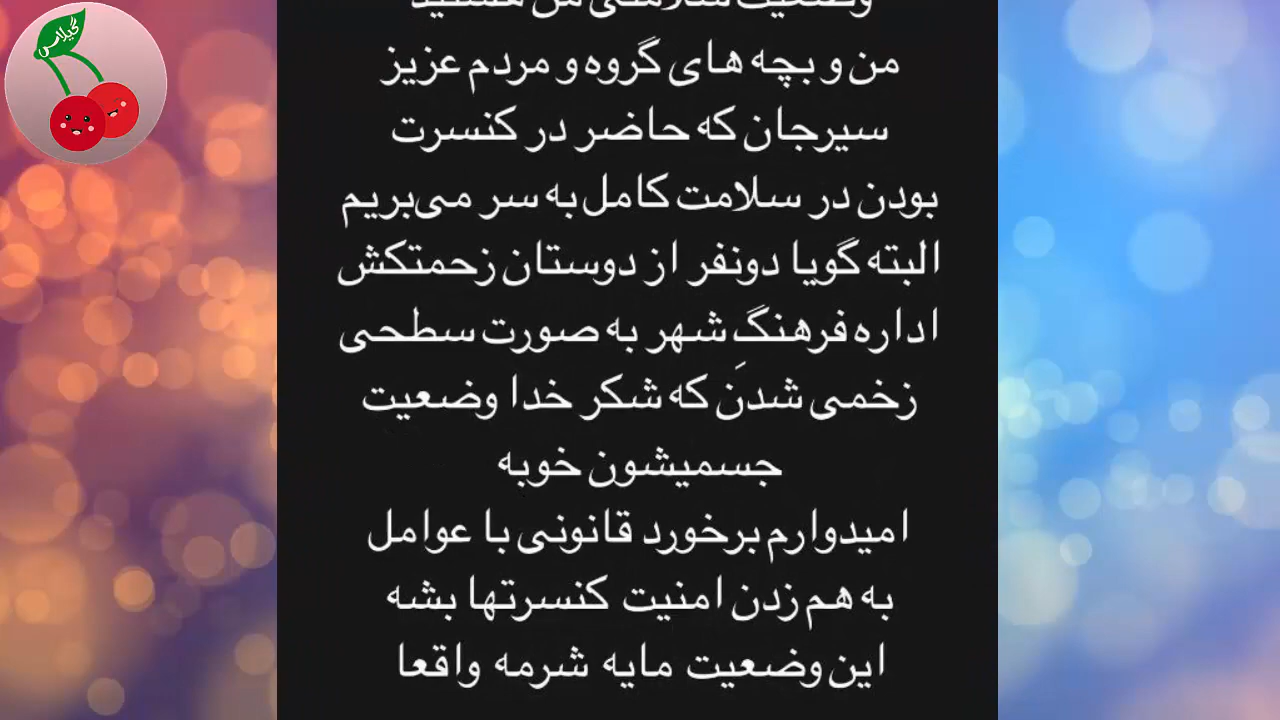 گیلاس
من و بچه های گروه و مردم عزیز
سیرجان که حاضر در کنسرت
بودن در سلامت کامل به سر می‌بریم
البته گویا دونفر از دوستان زحمتکش
اداره فرهنگ شهر به صورت سطحی
زخمی شدنَ که شکر خدا وضعیت
جسمیشون خوبه
امیدوارم برخورد قانونی با عوامل
به هم زدن امنیت کنسرتها بشه
این وضعیت مایه شرمه واقعا